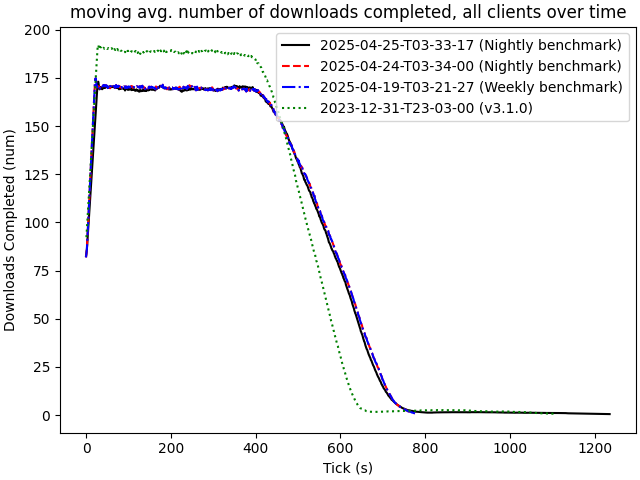 moving avg. number of downloads completed, all clients over time
2025-04-25-T03-33-17 (Nightly benchmark)
2025-04-24-T03-34-00 (Nightly benchmark)
2025-04-19-T03-21-27 (Weekly benchmark)
2023-12-31-T23-03-00 (v3.1.0)
Downloads Completed (num)
200
175
150
125
100
75
50
25
0
0 200 400 600 800 1000 1200
Tick (s)